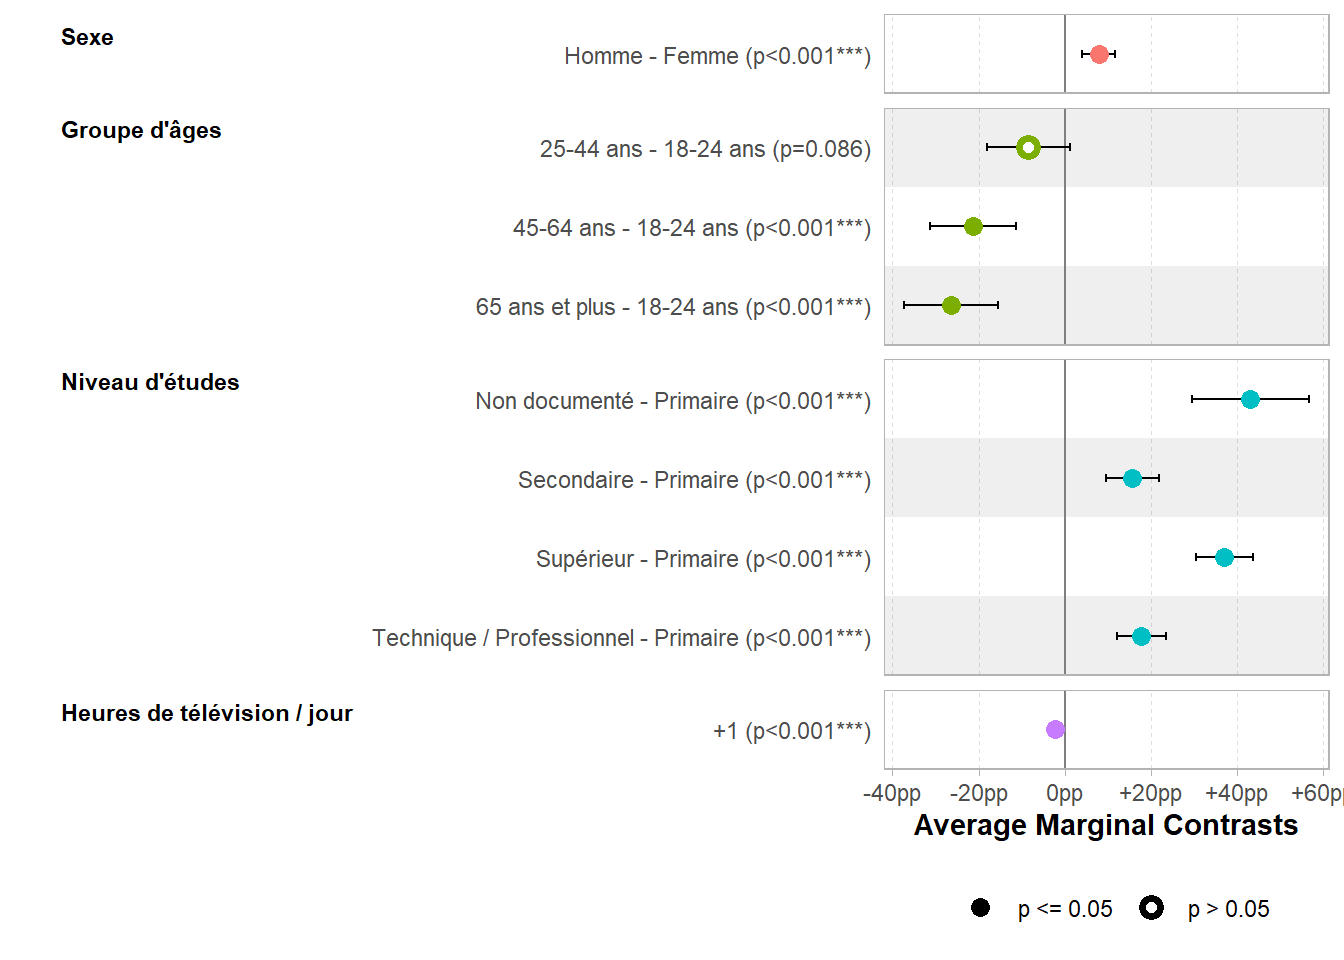 Sexe
Homme - Femme (p<0.001***)
Groupe d'âges
25-44 ans - 18-24 ans (p=0.086)
45-64 ans - 18-24 ans (p<0.001***)
65 ans et plus - 18-24 ans (p<0.001***)
Niveau d'études
Non documenté - Primaire (p<0.001***)
Secondaire - Primaire (p<0.001***)
Supérieur - Primaire (p<0.001***)
Technique / Professionnel - Primaire (p<0.001***)
Heures de télévision / jour
+1 (p<0.001***)
-40pp -20pp 0pp +20pp +40pp +60pp
Average Marginal Contrasts
p <= 0.05 p > 0.05